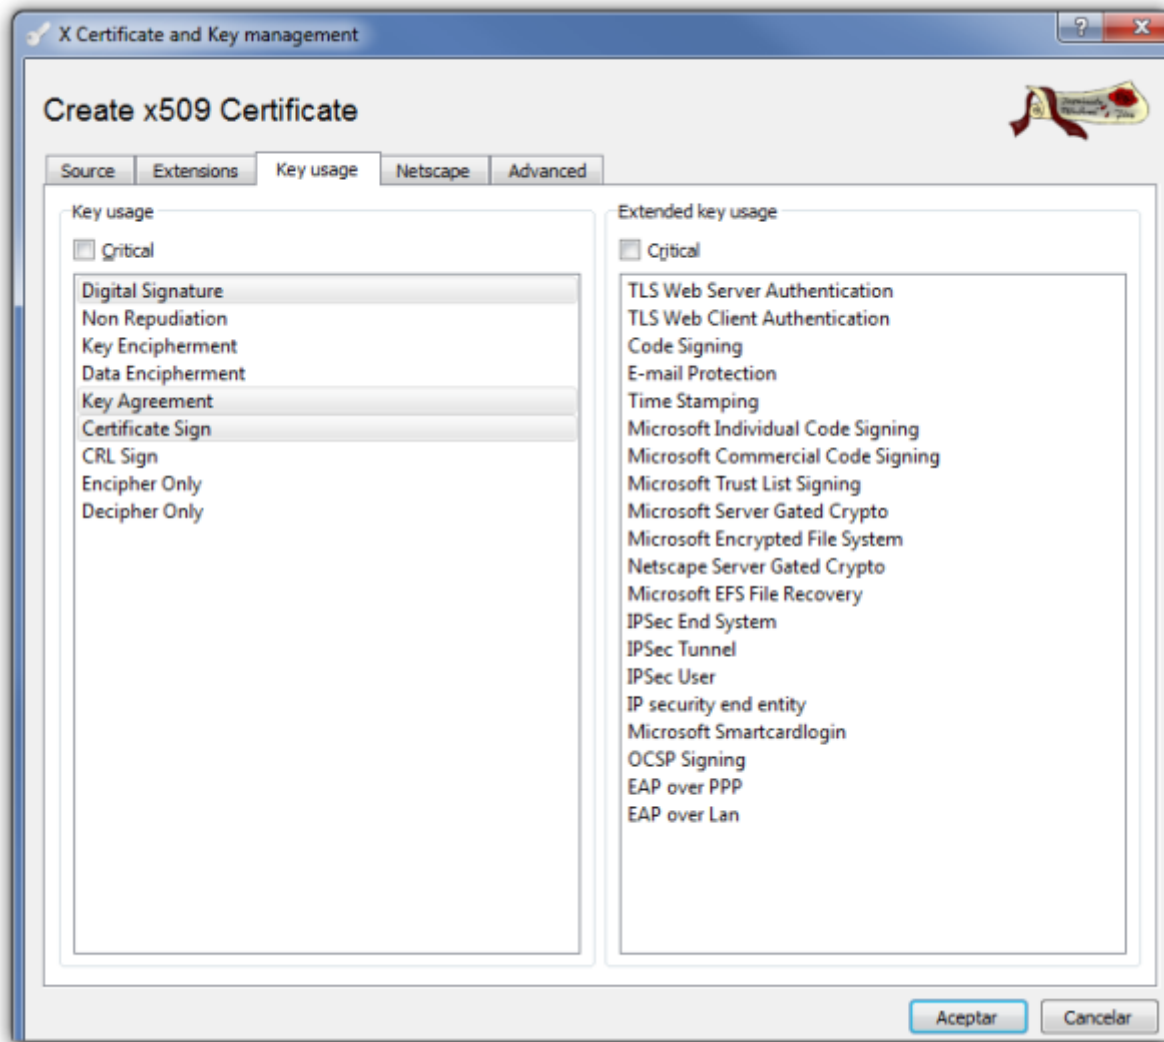 X Certificate and Key management
?
X
Create x509 Certificate
Source
Extensions
Key usage
Netscape
Advanced
Key usage
Critical
Digital Signature
Non Repudiation
Key Encipherment
Data Encipherment
Key Agreement
Certificate Sign
CRL Sign
Encipher Only
Decipher Only
Extended key usage
Critical
TLS Web Server Authentication
TLS Web Client Authentication
Code Signing
E-mail Protection
Time Stamping
Microsoft Individual Code Signing
Microsoft Commercial Code Signing
Microsoft Trust List Signing
Microsoft Server Gated Crypto
Microsoft Encrypted File System
Netscape Server Gated Crypto
Microsoft EFS File Recovery
IPSec End System
IPSec Tunnel
IPSec User
IP security end entity
Microsoft Smartcardlogin
OCSP Signing
EAP over PPP
EAP over Lan
Aceptar
Cancelar